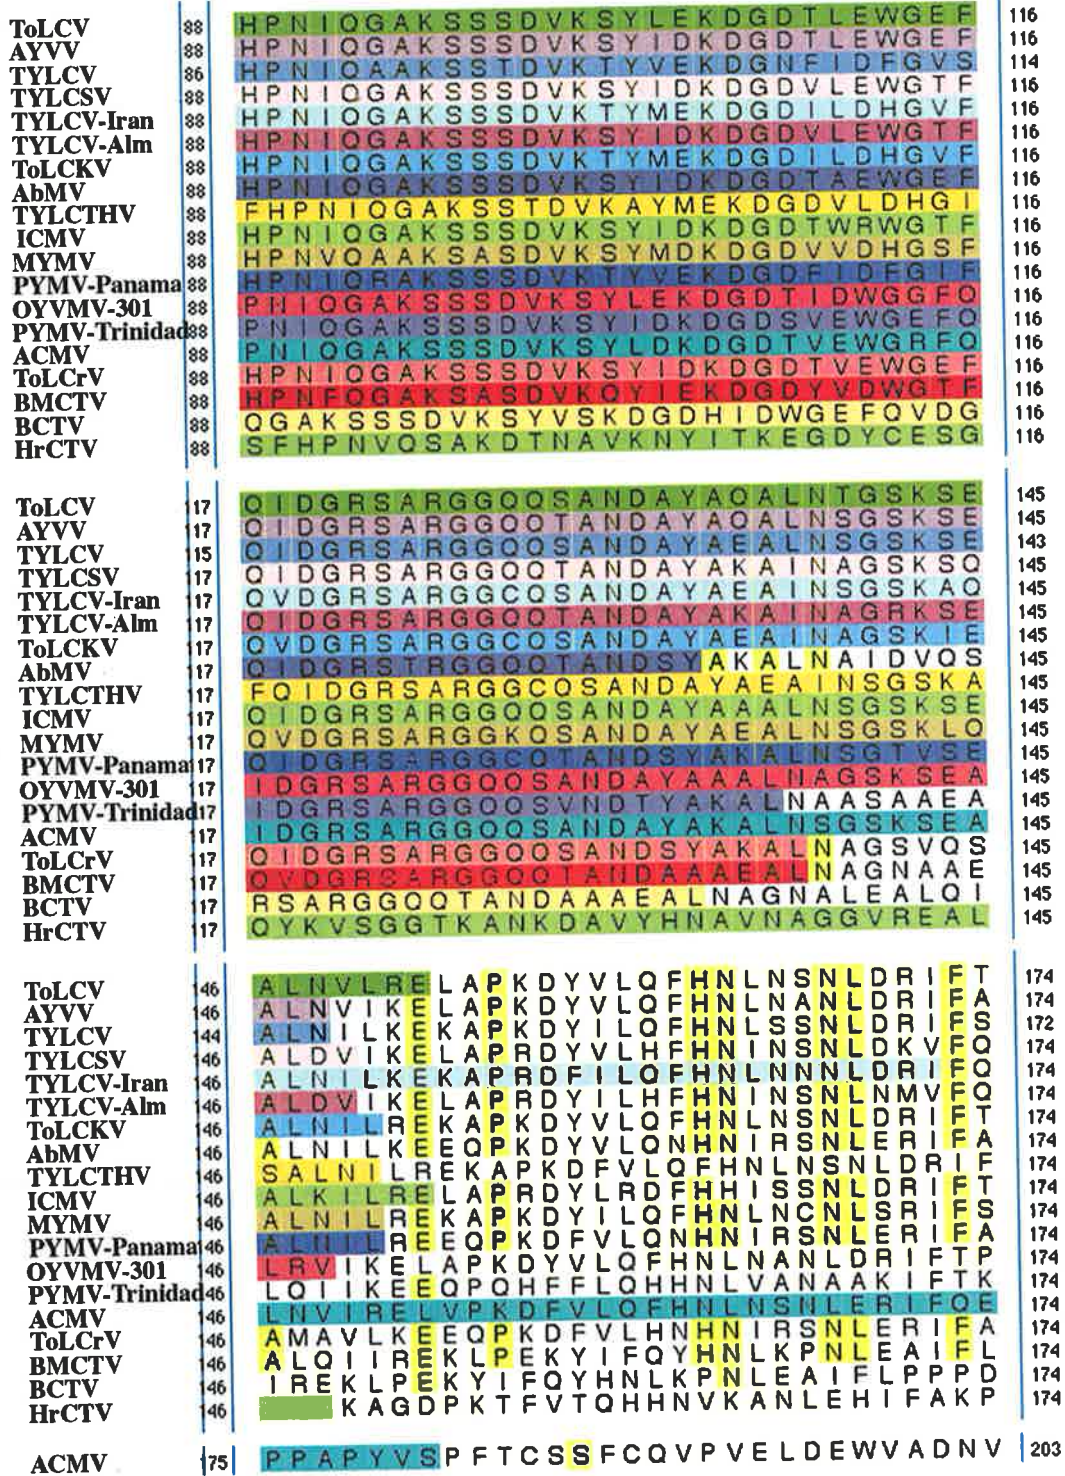 ToLCV 88 HPNIQGAKSSSDVKSYLEKDGDTLEWGEF 116
AYVV 88 HPNIQGAKSSSDVKSYIDKDGDTLEWGEF 116
TYLCV 86 HPNIQAAKSSTDVKTYVEKDGNFIDFGVS 114
TYLCSV 88 HPNIQGAKSSSDVKSYIDKDGDVLEWGTF 116
TYLCV-Iran 88 HPNIQGAKSSSDVKTYMEKDGDILDHGVF 116
TYLCV-Alm 88 HPNIQGAKSSSDVKSYIDKDGDVLEWGTF 116
ToLCKV 88 HPNIQGAKSSSDVKTYMEKDGDILDHGVF 116
AbMV 88 HPNIQGAKSSSDVKSYIDKDGDTAEWGEF 116
TYLCTHV 88 FHPNIQGAKSSTDVKAYMEKDGDVLDHGI 116
ICMV 88 HPNIQGAKSSSDVKSYIDKDGDTWRWGTF 116
MYMV 88 HPNVQAAKSASDVKSYMDKDGDVVDHGSF 116
PYMV-Panama 88 HPNIQRAKSSSDVKTYVEKDGDFIDFGIF 116
OYVMV-301 88 PNIQGAKSSSDVKSYLEKDGDTIDWGGFQ 116
PYMV-Trinidad 88 PNIQGAKSSSDVKSYIDKDGDSVEWGEFQ 116
ACMV 88 PNIQGAKSSSDVKSYLDKDGDTVEWGRFQ 116
ToLCrV 88 HPNIQGAKSSSDVKSYIDKDGDTVEWGEF 116
BMCTV 88 HPNFQGAKSASDVKQYIEKDGDYVDWGTF 116
BCTV 88 QGAKSSSDVKSYVSKDGDHIDWGEFQVDG 116
HrCTV 88 SFHPNVQSAKDTNAVKNYITKEGDYCESG 116
ToLCV 117 QIDGRSARGGQQSANDAYAQALNTGSKSE 145
AYVV 117 QIDGRSARGGQQTANDAYAQALNSGSKSE 145
TYLCV 115 QIDGRSARGGQQSANDAYAEALNSGSKSE 143
TYLCSV 117 QIDGRSARGGQQTANDAYAKAINAGSKSQ 145
TYLCV-Iran 117 QVDGRSARGGCQSANDAYAEAINSGSKAQ 145
TYLCV-Alm 117 QIDGRSARGGQQTANDAYAKAINAGRKSE 145
ToLCKV 117 QVDGRSARGGCQSANDAYAEAINAGSKIE 145
AbMV 117 QIDGRSTRGGQQTANDSYAKALNAIDVQS 145
TYLCTHV 117 FQIDGRSARGGCQSANDAYAEAINSGSKA 145
ICMV 117 QIDGRSARGGQQSANDAYAAALNSGSKSE 145
MYMV 117 QVDGRSARGGKQSANDAYAEALNSGSKLQ 145
PYMV-Panama 117 QIDGRSARGGQQTANDSYAKALNSGTVSE 145
OYVMV-301 117 IDGRSARGGQQSANDAYAAALNAGSKSEA 145
PYMV-Trinidad 117 IDGRSARGGQQSVNDTYAKALNAASAAEA 145
ACMV 117 IDGRSARGGQQSANDAYAKALNSGSKSEA 145
ToLCrV 117 QIDGRSARGGQQSANDSYAKALNAGSVQS 145
BMCTV 117 QVDGRSARGGQQTANDAAAEALNAGNAAE 145
BCTV 117 RSARGGQQTANDAAAEALNAGNALEALQI 145
HrCTV 117 QYKVSGGTKANKDAVYHNAVNAGGVREAL 145
ToLCV 146 ALNVLRELAPKDYVLQFHNLNSNLDRIFT 174
AYVV 146 ALNVIKELAPKDYVLQFHNLNANLDRIFA 174
TYLCV 144 ALNILKEKAPKDYILQFHNLSSNLDRIFS 172
TYLCSV 146 ALDVIKELAPRDYVLHFHNINSNLDKVFQ 174
TYLCV-Iran 146 ALNILKEKAPRDFILQFHNLNNNLDRIFQ 174
TYLCV-Alm 146 ALDVIKELAPRDYILHFHNINSNLNMVFQ 174
ToLCKV 146 ALNILREKAPKDYVLQFHNLNSNLDRIFT 174
AbMV 146 ALNILKEEQPKDYVLQNHNIRSNLERIFA 174
TYLCTHV 146 SALNILREKAPKDFVLQFHNLNSNLDRIF 174
ICMV 146 ALKILRELAPRDYLRDFHHISSNLDRIFT 174
MYMV 146 ALNILREKAPKDYILQFHNLNCNLSRIFS 174
PYMV-Panama 146 ALNILREEQPKDFVLQNHNIRSNLERIFA 174
OYVMV-301 146 LRVIKELAPKDYVLQFHNLNANLDRIFTP 174
PYMV-Trinidad 146 LQIIKEEQPQHFFLQHHNLVANAAKIFTK 174
ACMV 146 LNVIRELVPKDFVLQFHNLNSNLERIFQE 174
ToLCrV 146 AMAVLKEEQPKDFVLHNHNIRSNLERIFA 174
BMCTV 146 ALQIIREKLPEKYIFQYHNLKPNLEAIFL 174
BCTV 146 IREKLPEKYIFQYHNLKPNLEAIFLPPPD 174
HrCTV 146 KAGDPKTFVTQHHNVKANLEHIFAKP 174
ACMV 175 PPAPYVSPFTCSSFCQVPVELDEWVADNV 203